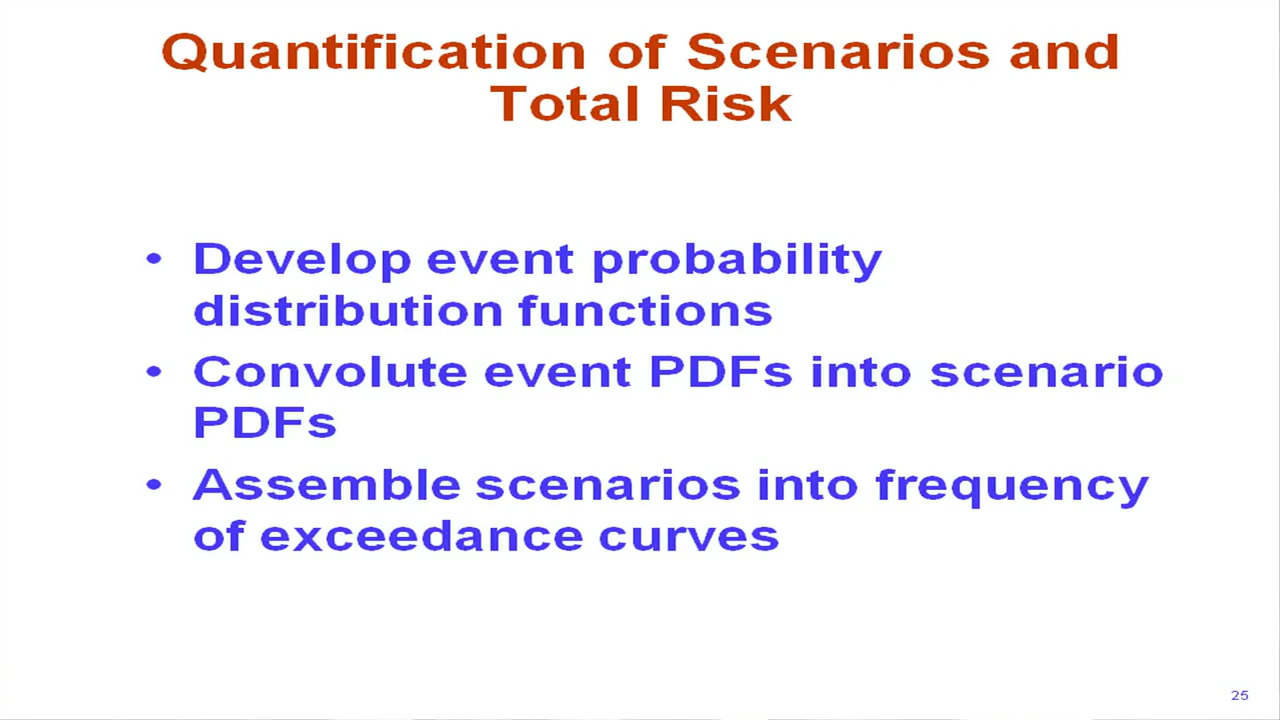 Quantification of Scenarios and
Total Risk
• Develop event probability
distribution functions
• Convolute event PDFs into scenario
PDFs
• Assemble scenarios into frequency
of exceedance curves
25